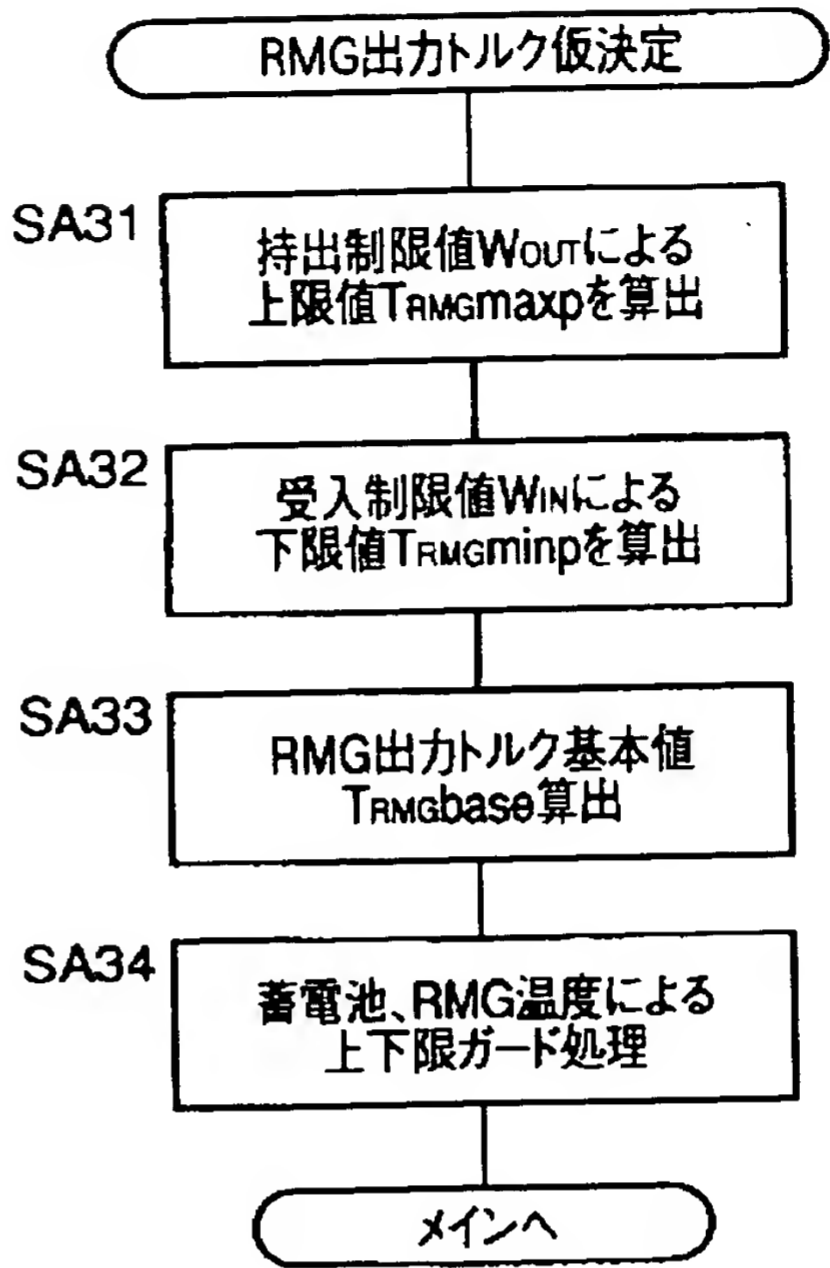 RMG出力トルク仮決定
SA31
持出制限値WOUTによる
上限値TRMGmaxpを算出
SA32
受入制限値WINによる
下限値TRMGminpを算出
SA33
RMG出力トルク基本値
TRMGbase算出
SA34
蓄電池、RMG温度による
上下限ガード処理
メインへ